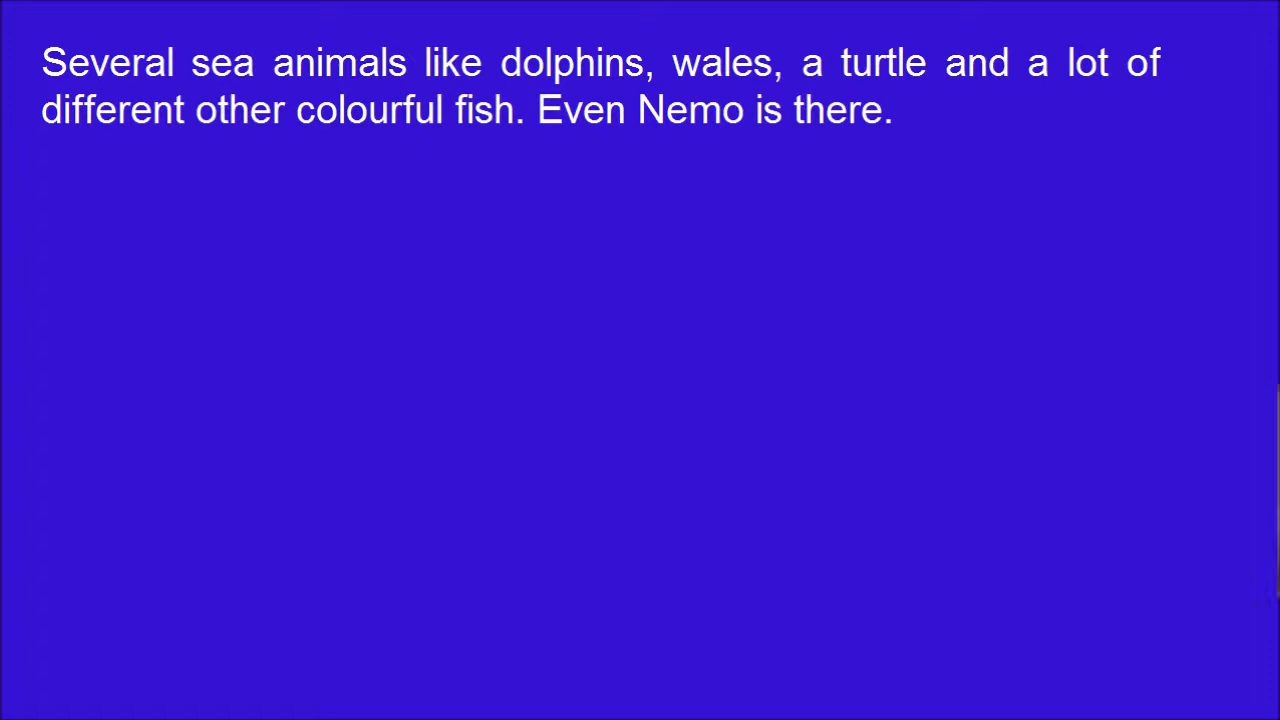 Several sea animals like dolphins, wales, a turtle and a lot of
different other colourful fish. Even Nemo is there.